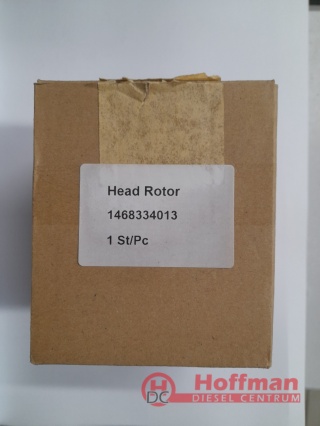 Head Rotor
1468334013
1 St/Pc
HDC Hoffman
DIESEL CENTRUM